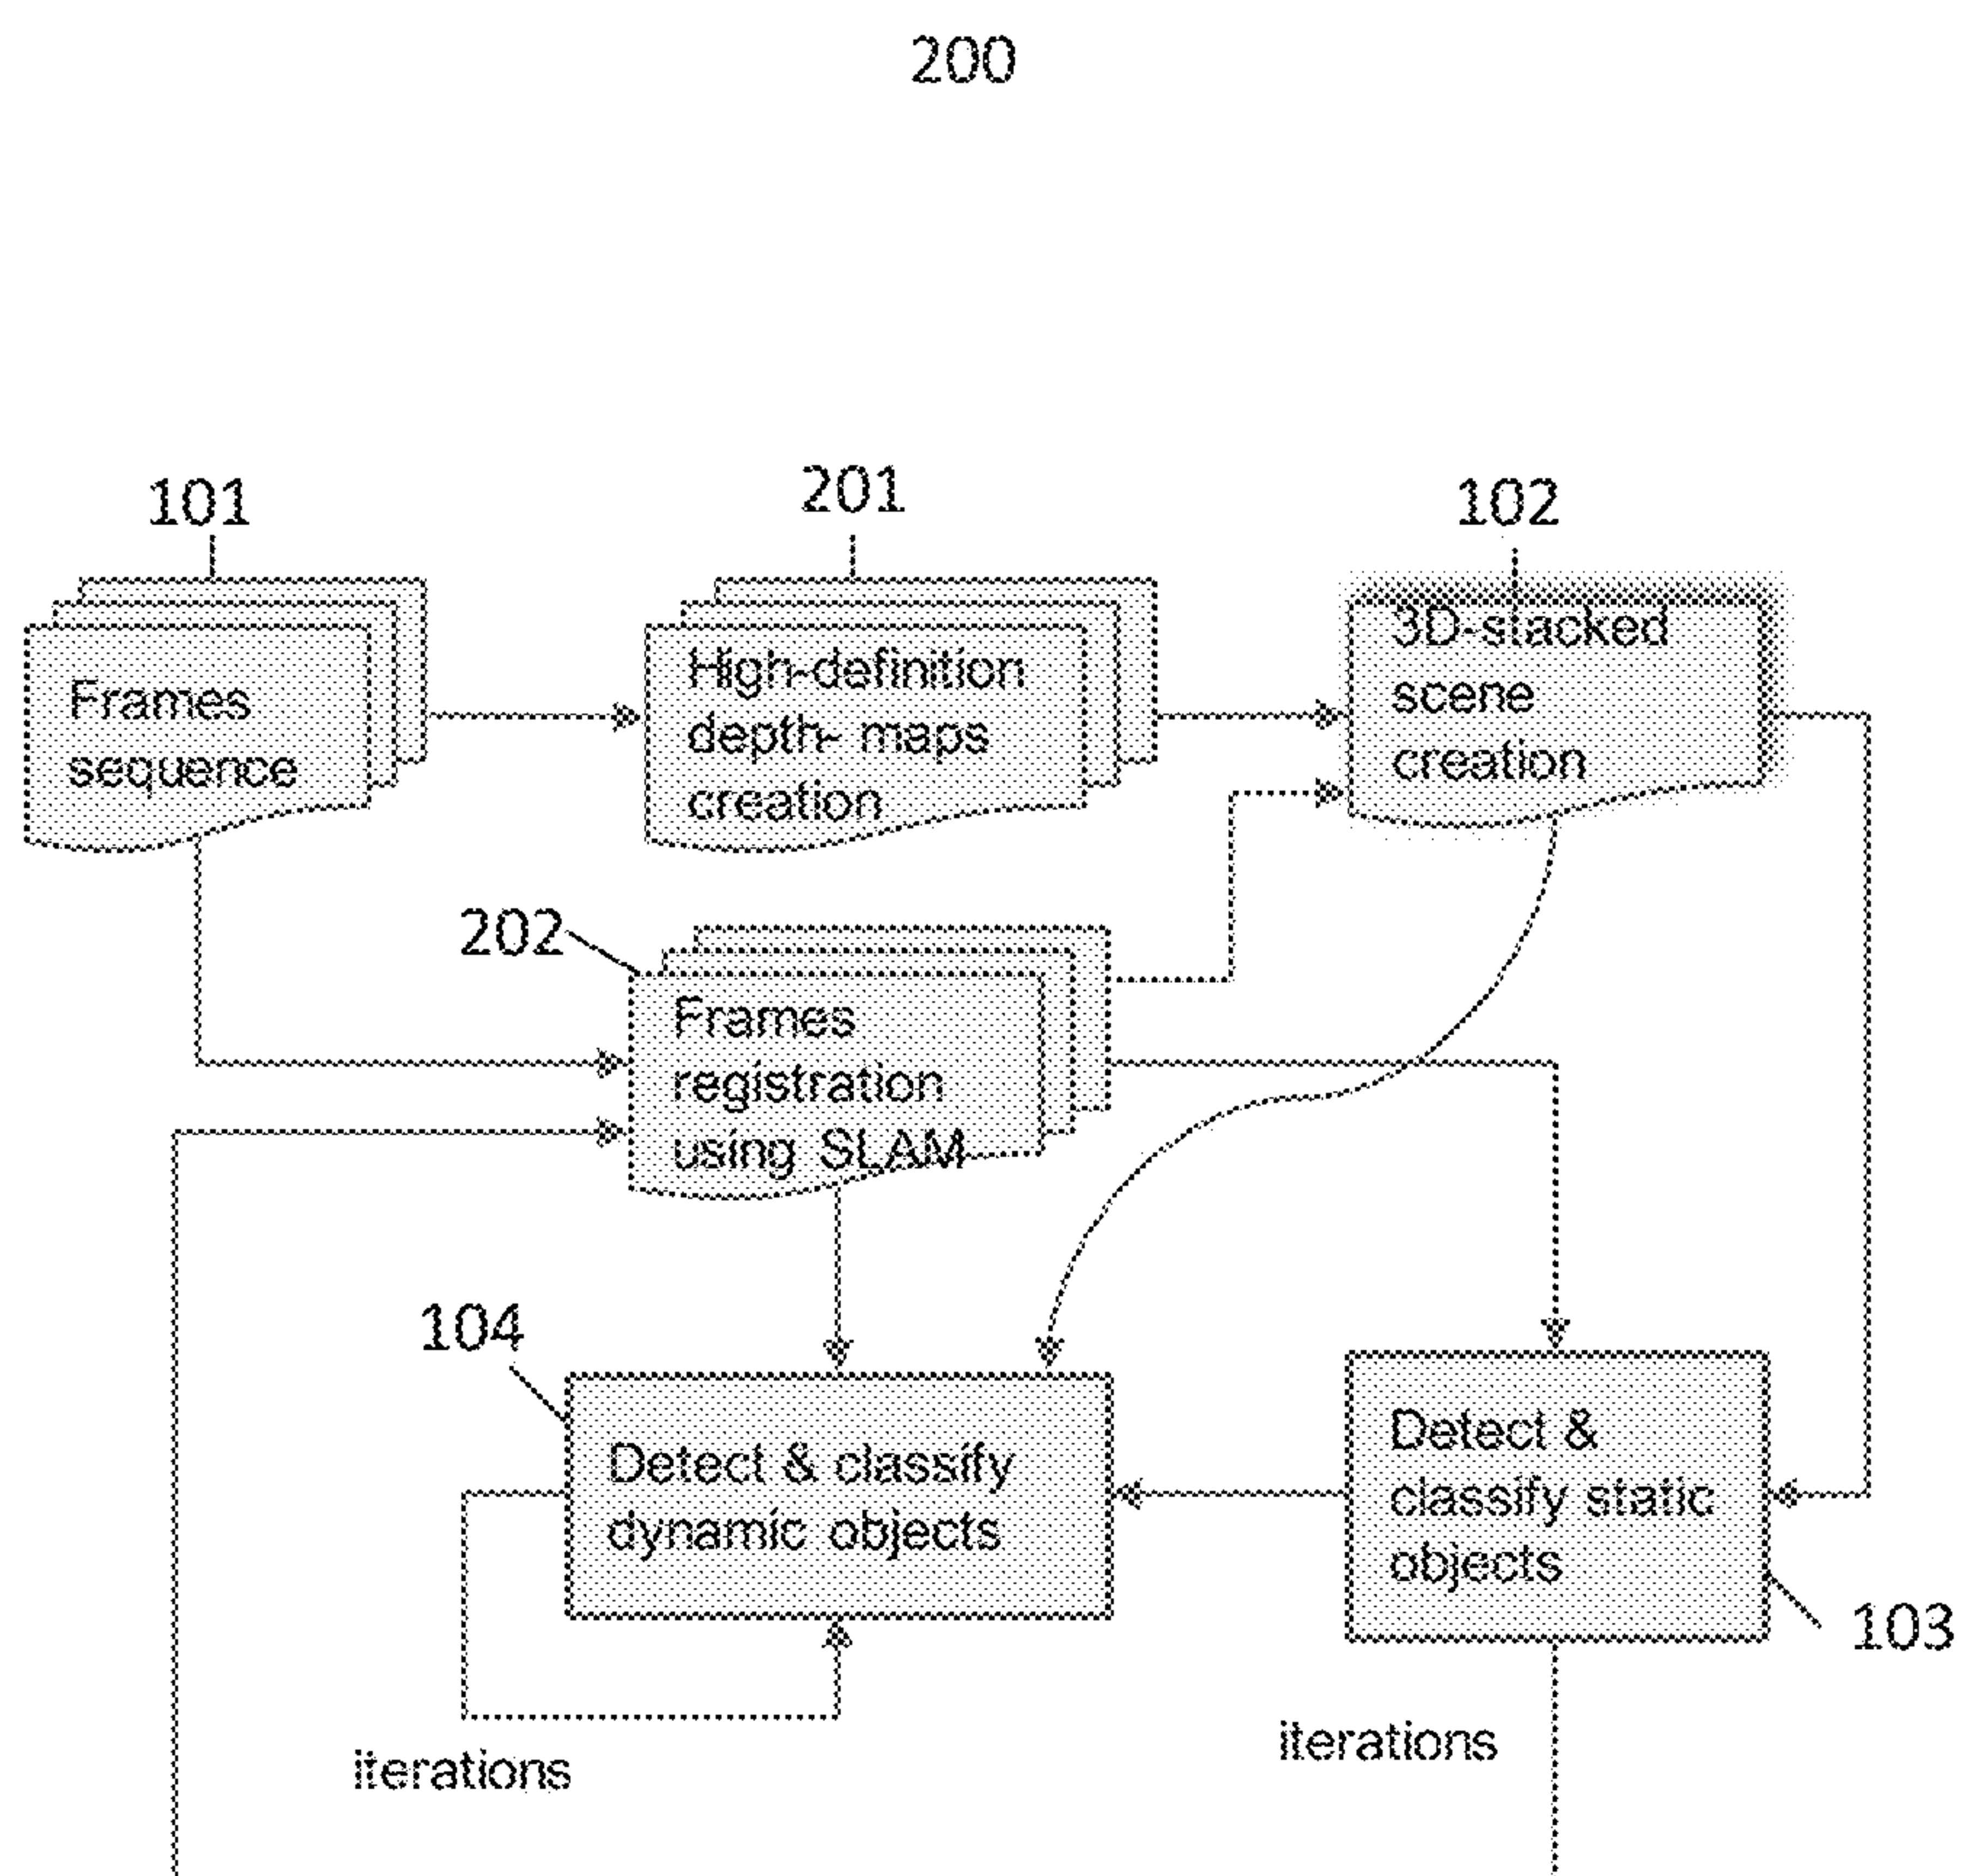 200
101
201
102
Frames
sequence
High-definition
depth- maps
creation
3D-stacked
scene
creation
202
Frames
registration
using SLAM
104
Detect & classify
dynamic objects
Detect &
classify static
objects
103
iterations
iterations